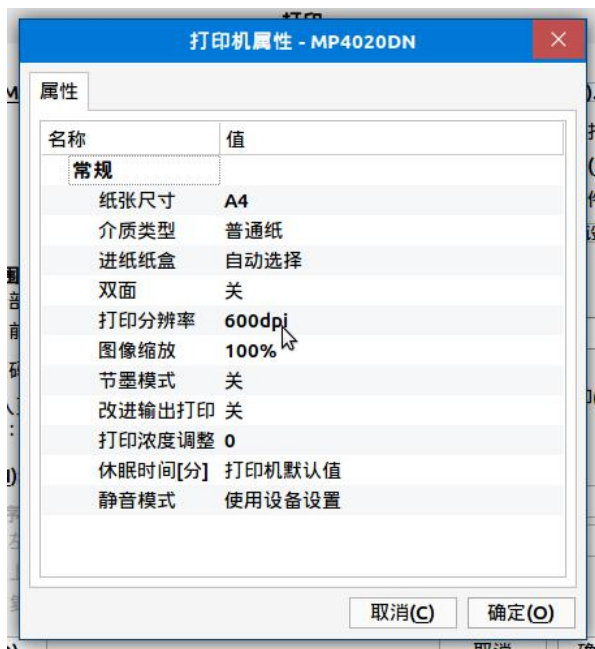 打印
打印机属性 - MP4020DN
属性
名称 值
常规
纸张尺寸 A4
介质类型 普通纸
进纸纸盒 自动选择
双面 关
打印分辨率 600dpi
图像缩放 100%
节墨模式 关
改进输出打印 关
打印浓度调整 0
休眠时间[分] 打印机默认值
静音模式 使用设备设置
取消(C) 确定(O)
取消